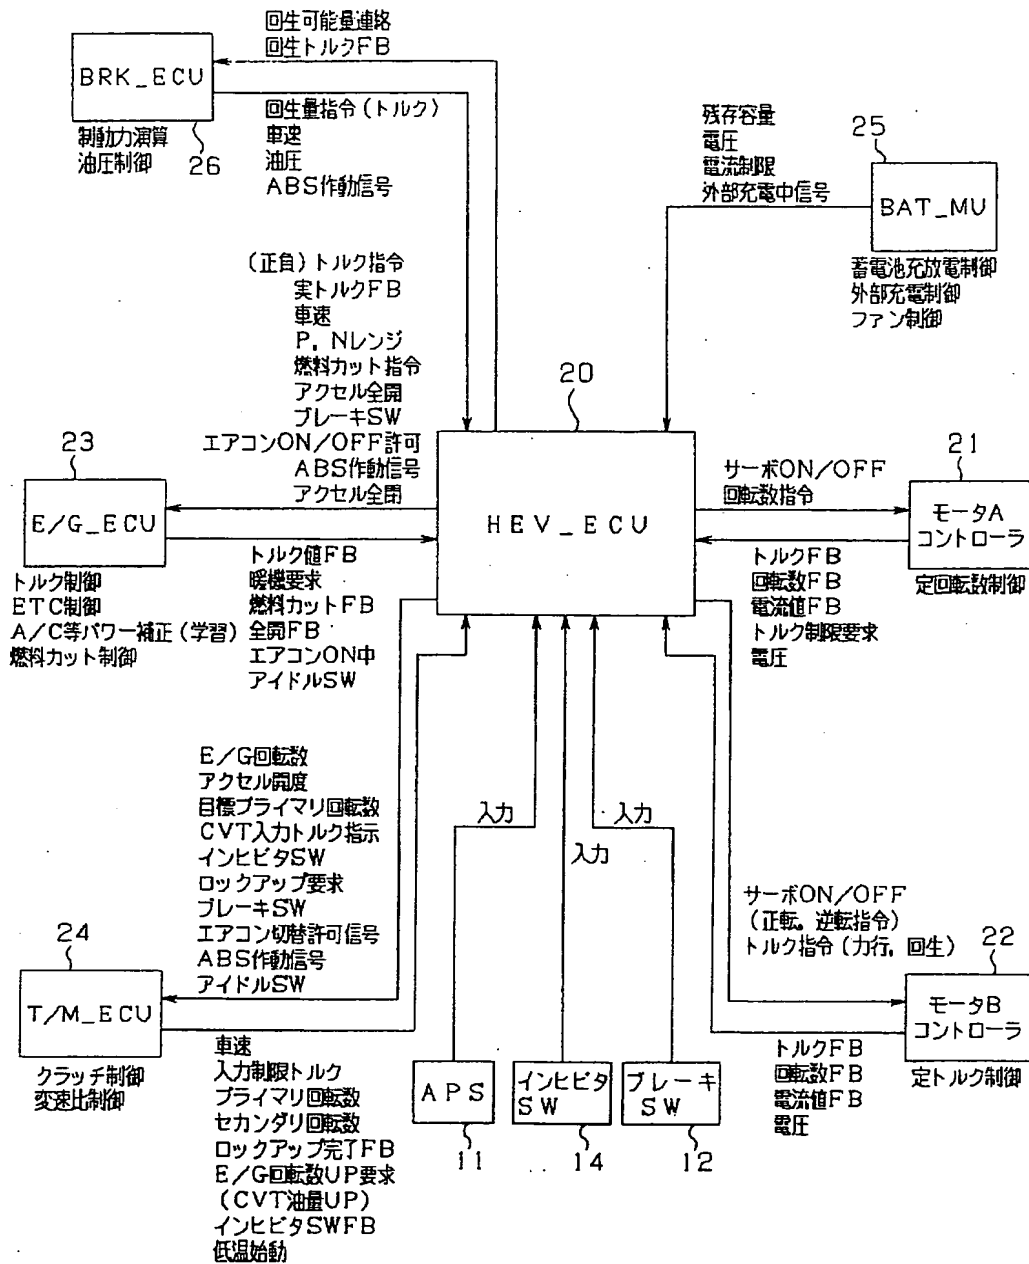 回生可能量連絡
回生トルクFB
BRK_ECU
制動力演算
油圧制御
26
回生量指令(トルク)
車速
油圧
ABS作動信号
残存容量
電圧
電流制限
外部充電中信号
25
BAT_MU
蓄電池充放電制御
外部充電制御
ファン制御
(正負)トルク指令
実トルクFB
車速
P，Nレンジ
燃料カット指令
アクセル全開
ブレーキSW
エアコンON/OFF許可
ABS作動信号
アクセル全閉
20
HEV_ECU
23
E/G_ECU
トルク制御
ETC制御
A/C等パワー補正(学習)
燃料カット制御
トルク値FB
暖機要求
燃料カットFB
全開FB
エアコンON中
アイドルSW
サーボON/OFF
回転数指令
21
モータA
コントローラ
定回転数制御
トルクFB
回転数FB
電流値FB
トルク制限要求
電圧
E/G回転数
アクセル開度
目標プライマリ回転数
CVT入力トルク指示
インヒビタSW
ロックアップ要求
ブレーキSW
エアコン切替許可信号
ABS作動信号
アイドルSW
24
T/M_ECU
クラッチ制御
変速比制御
車速
入力制限トルク
プライマリ回転数
セカンダリ回転数
ロックアップ完了FB
E/G回転数UP要求
(CVT油量UP)
インヒビタSWFB
低温始動
入力
入力
入力
APS
11
インヒビタ
SW
14
ブレーキ
SW
12
サーボON/OFF
(正転，逆転指令)
トルク指令(力行，回生)
22
モータB
コントローラ
定トルク制御
トルクFB
回転数FB
電流値FB
電圧